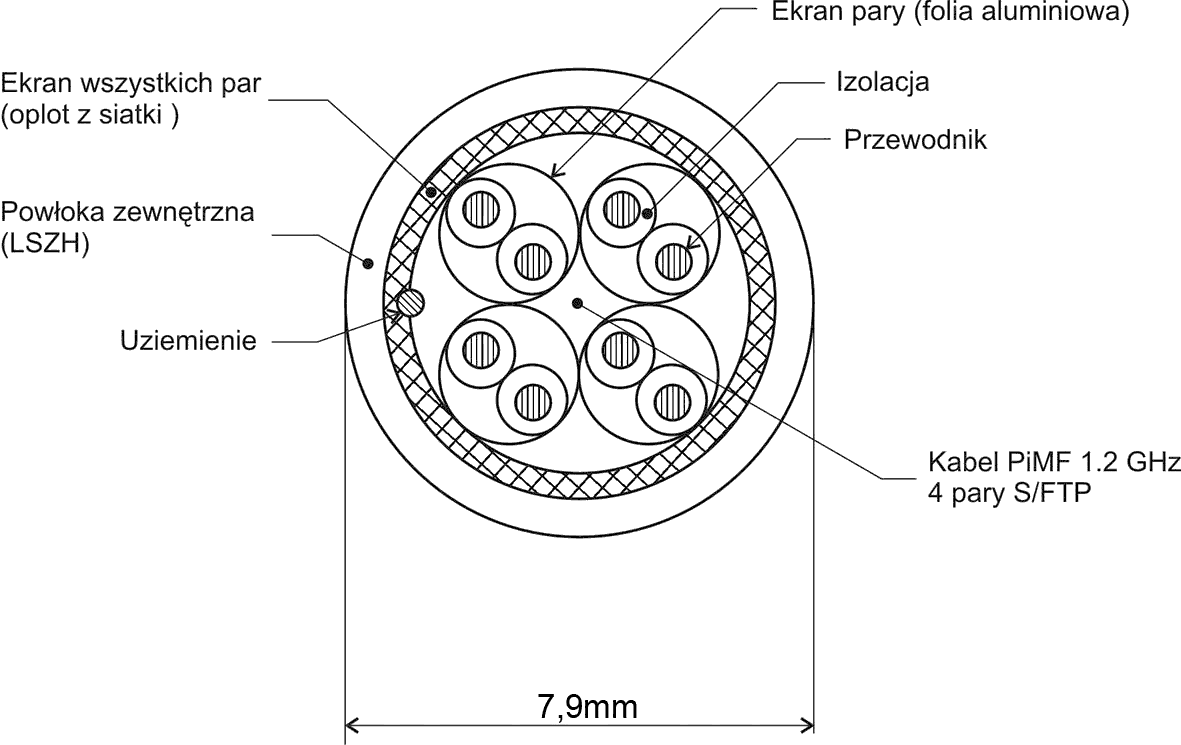 Ekran pary (folia aluminiowa)
Ekran wszystkich par
(oplot z siatki )
Izolacja
Przewodnik
Powłoka zewnętrzna
(LSZH)
Uziemienie
Kabel PiMF 1.2 GHz
4 pary S/FTP
7,9mm